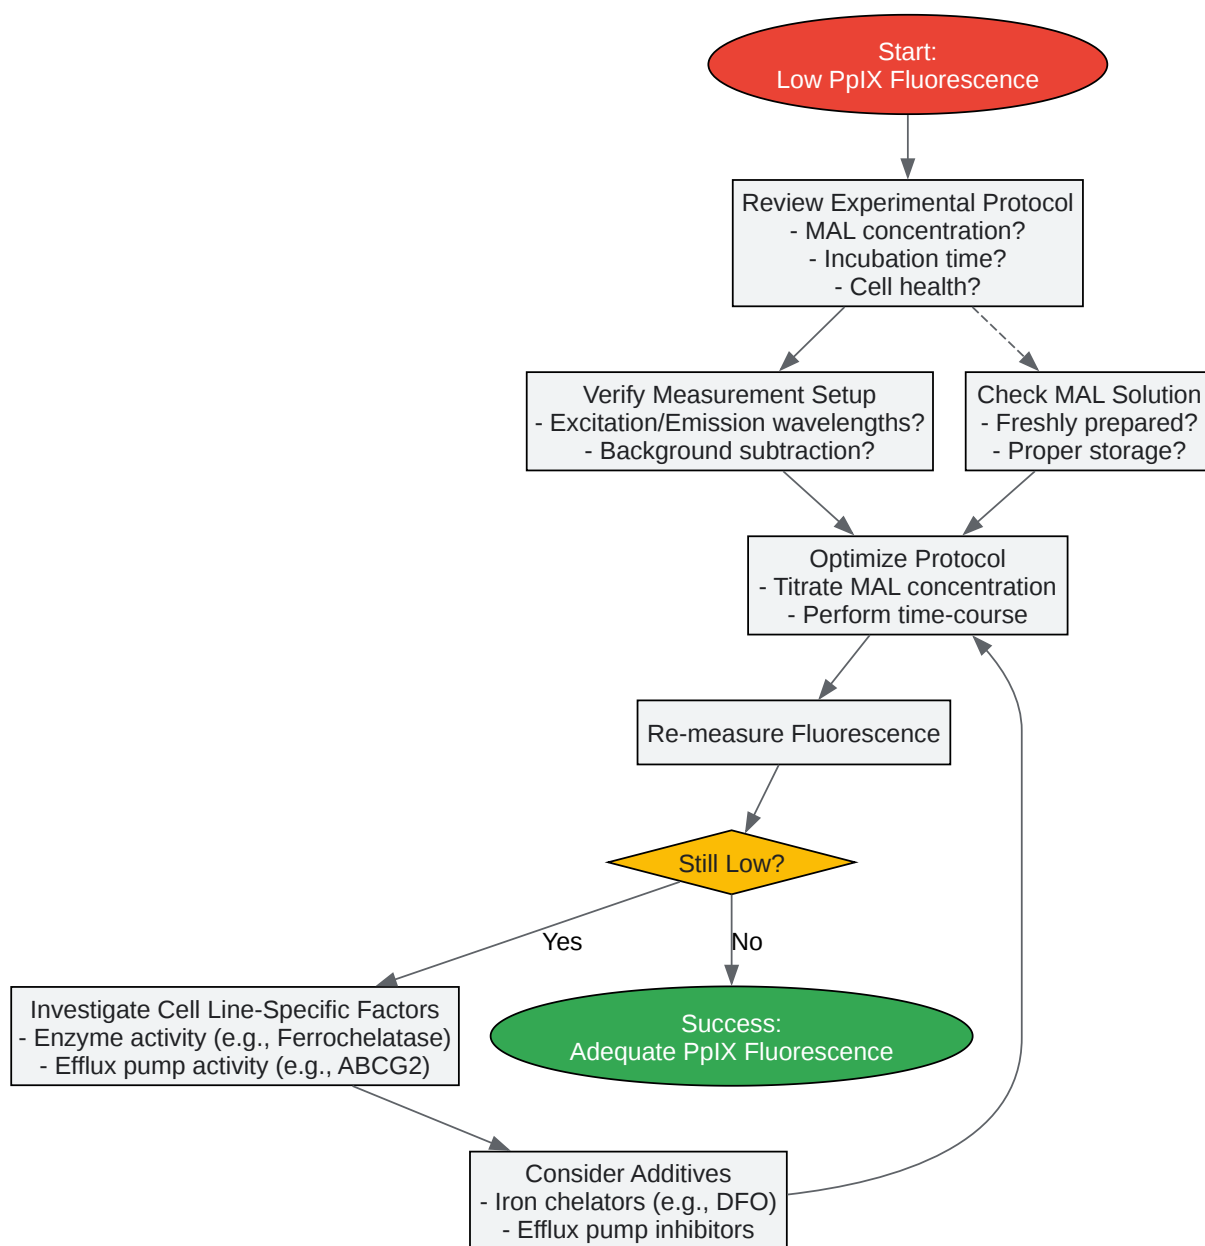 Start:
Low PpIX Fluorescence
Review Experimental Protocol
- MAL concentration?
- Incubation time?
- Cell health?
Verify Measurement Setup
- Excitation/Emission wavelengths?
- Background subtraction?
Check MAL Solution
- Freshly prepared?
- Proper storage?
Optimize Protocol
- Titrate MAL concentration
- Perform time-course
Re-measure Fluorescence
Still Low?
Yes
No
Investigate Cell Line-Specific Factors
- Enzyme activity (e.g., Ferrochelatase)
- Efflux pump activity (e.g., ABCG2)
Success:
Adequate PpIX Fluorescence
Consider Additives
- Iron chelators (e.g., DFO)
- Efflux pump inhibitors